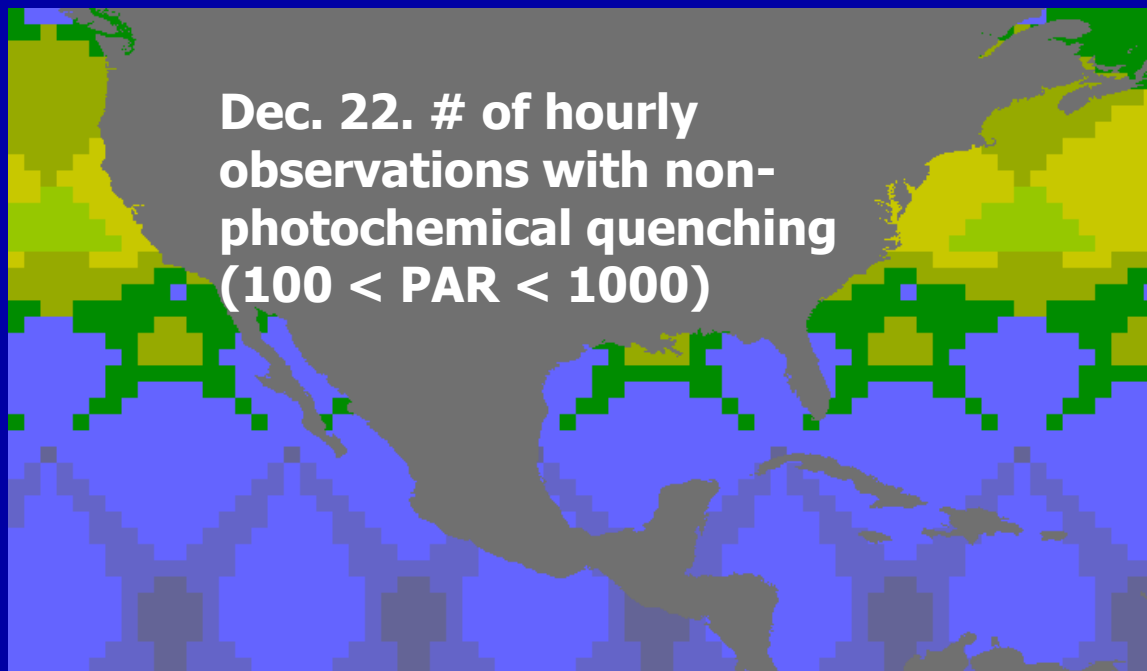 Dec. 22. # of hourly
observations with non-
photochemical quenching
(100 < PAR < 1000)